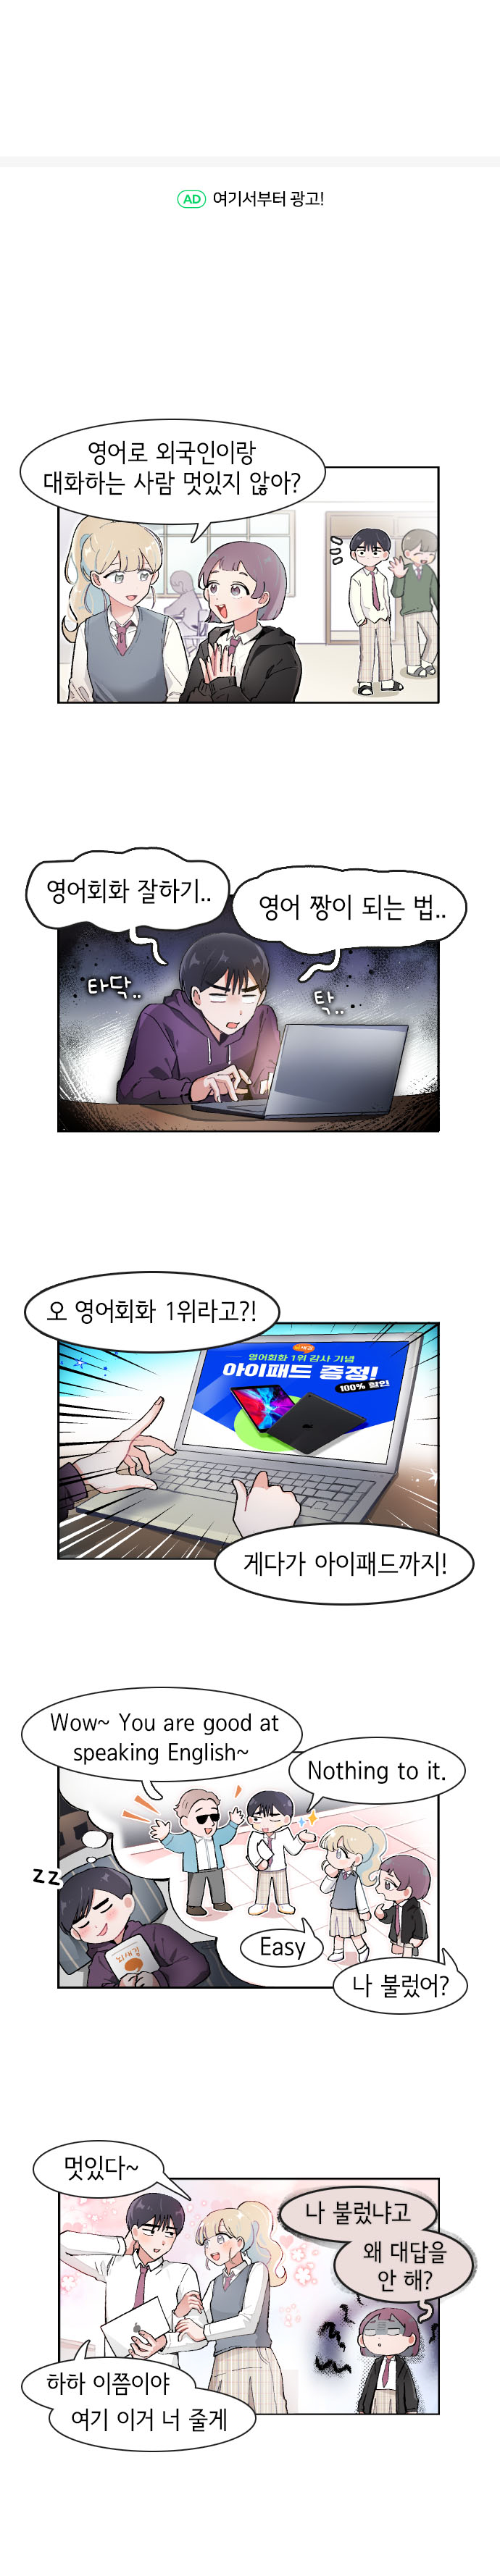 AD 여기서부터 광고!
영어로 외국인이랑
대화하는 사람 멋있지 않아?
영어회화 잘하기..
영어 짱이 되는 법..
타닥..
탁..
오 영어회화 1위라고?!
영어회화 1위 감사 기념
아이패드 증정!
100% 할인
게다가 아이패드까지!
Wow~ You are good at
speaking English~
Nothing to it.
zz
Easy
나 불렀어?
멋있다~
나 불렀냐고
왜 대답을
안 해?
하하 이쯤이야
여기 이거 너 줄게